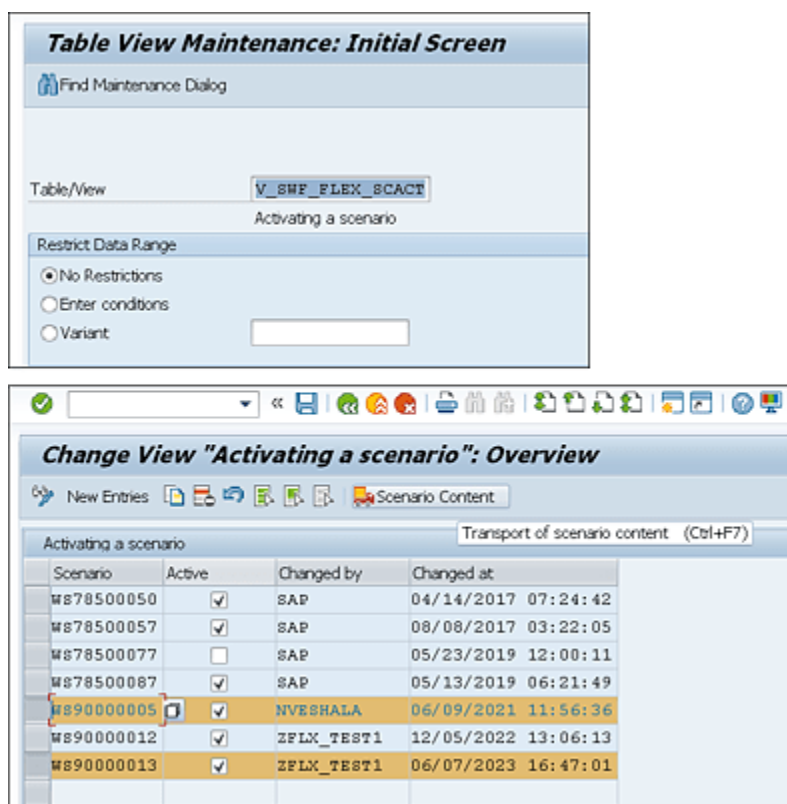 Table View Maintenance: Initial Screen
Find Maintenance Dialog
Table/View V_SWF_FLEX_SCACT
Activating a scenario
Restrict Data Range
No Restrictions
Enter conditions
Variant
Change View "Activating a scenario": Overview
New Entries Scenario Content
Transport of scenario content (Ctrl+F7)
Activating a scenario
Scenario Active Changed by Changed at
WS78500050 SAP 04/14/2017 07:24:42
WS78500057 SAP 08/08/2017 03:22:05
WS78500077 SAP 05/23/2019 12:00:11
WS78500087 SAP 05/13/2019 06:21:49
WS90000005 NVESHALA 06/09/2021 11:56:36
WS90000012 ZFLX_TEST1 12/05/2022 13:06:13
WS90000013 ZFLX_TEST1 06/07/2023 16:47:01